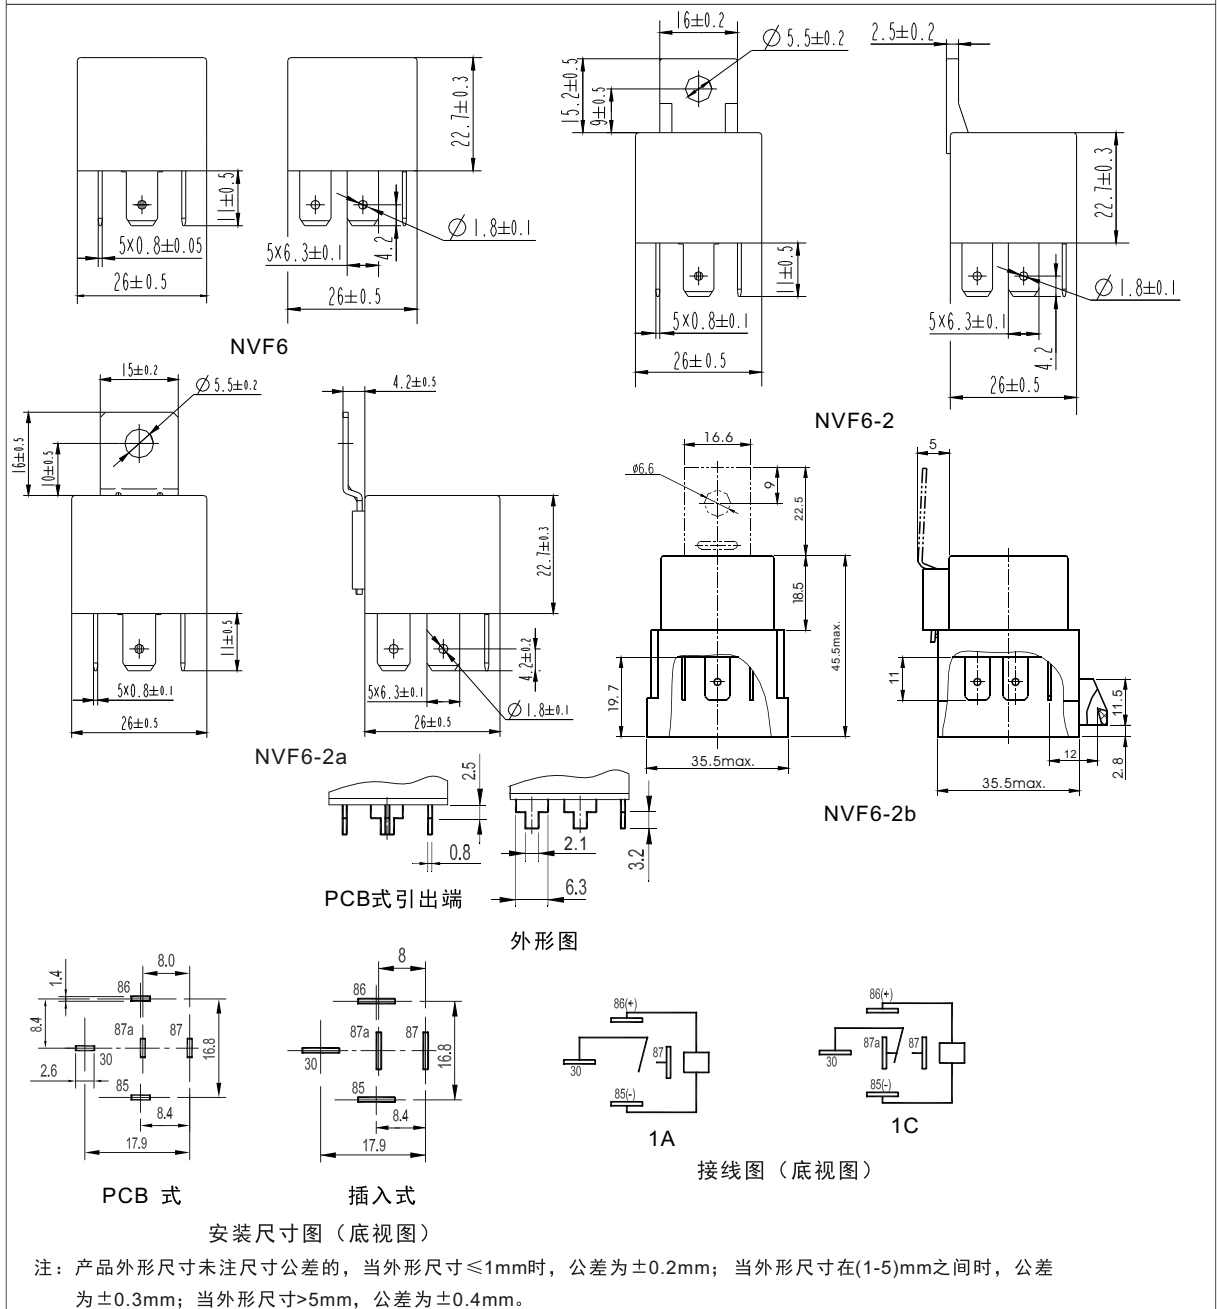 22.7±0.3
11±0.5
5×0.8±0.05
26±0.5
Ø1.8±0.1
4.2
5×6.3±0.1
26±0.5
NVF6
16±0.2
Ø5.5±0.2
15.2±0.5
9±0.5
2.5±0.2
22.7±0.3
11±0.5
5×0.8±0.1
26±0.5
Ø1.8±0.1
5×6.3±0.1
4.2
26±0.5
NVF6-2
15±0.2
Ø5.5±0.2
16±0.5
10±0.5
4.2±0.5
22.7±0.3
11±0.5
5×0.8±0.1
26±0.5
4.2±0.2
5×6.3±0.1
Ø1.8±0.1
26±0.5
NVF6-2a
16.6
ø6.6
9
22.5
18.5
45.5max.
19.7
35.5max.
5
11
11.5
12
2.8
35.5max.
NVF6-2b
2.5
0.8
PCB式引出端
2.1
3.2
6.3
外形图
8.0
1.4
86
8.4
87a
87
16.8
30
2.6
85
8.4
17.9
PCB 式
8
86
87a
87
16.8
30
85
8.4
17.9
插入式
安装尺寸图（底视图）
86(+)
87
30
85(-)
1A
86(+)
87a
87
30
85(-)
1C
接线图（底视图）
注：产品外形尺寸未注尺寸公差的，当外形尺寸≤1mm时，公差为±0.2mm；当外形尺寸在(1-5)mm之间时，公差
为±0.3mm；当外形尺寸>5mm，公差为±0.4mm。